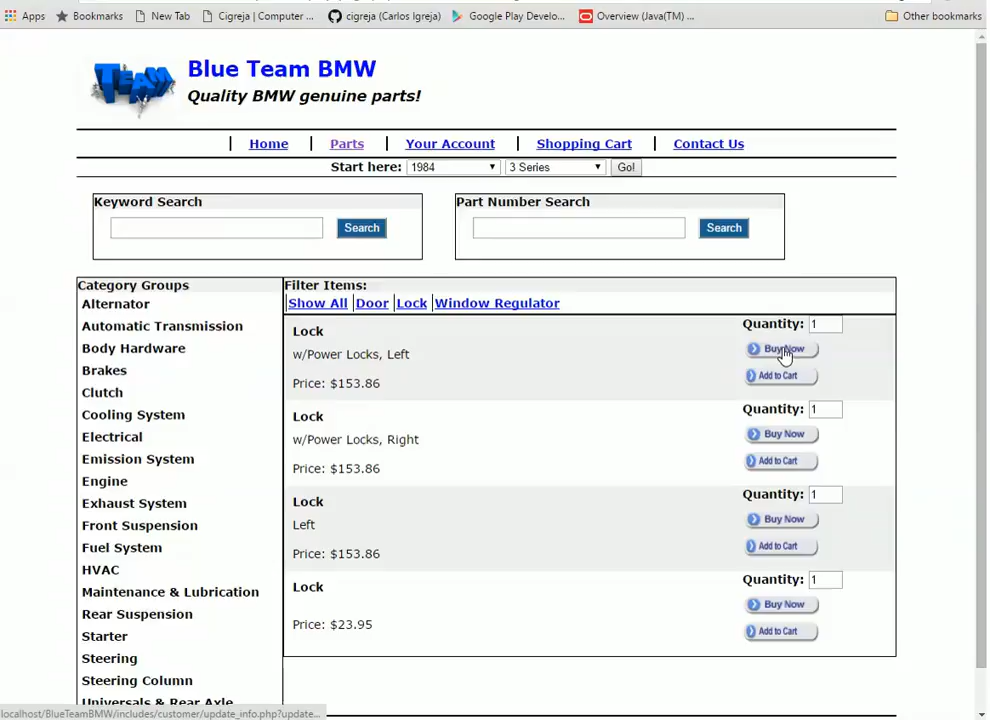 Apps Bookmarks New Tab Cigreja | Computer ... cigreja (Carlos Igreja) Google Play Develo... Overview (Java(TM) ... Other bookmarks
TEAM
Blue Team BMW
Quality BMW genuine parts!
Home | Parts | Your Account | Shopping Cart | Contact Us
Start here: 1984 3 Series Go!
Keyword Search
Search
Part Number Search
Search
Category Groups
Alternator
Automatic Transmission
Body Hardware
Brakes
Clutch
Cooling System
Electrical
Emission System
Engine
Exhaust System
Front Suspension
Fuel System
HVAC
Maintenance & Lubrication
Rear Suspension
Starter
Steering
Steering Column
Universals & Rear Axle
Filter Items:
Show All | Door | Lock | Window Regulator
Lock
w/Power Locks, Left
Price: $153.86
Quantity: 1
Buy Now
Add to Cart
Lock
w/Power Locks, Right
Price: $153.86
Quantity: 1
Buy Now
Add to Cart
Lock
Left
Price: $153.86
Quantity: 1
Buy Now
Add to Cart
Lock
Price: $23.95
Quantity: 1
Buy Now
Add to Cart
localhost/BlueTeamBMW/includes/customer/update_info.php?update...